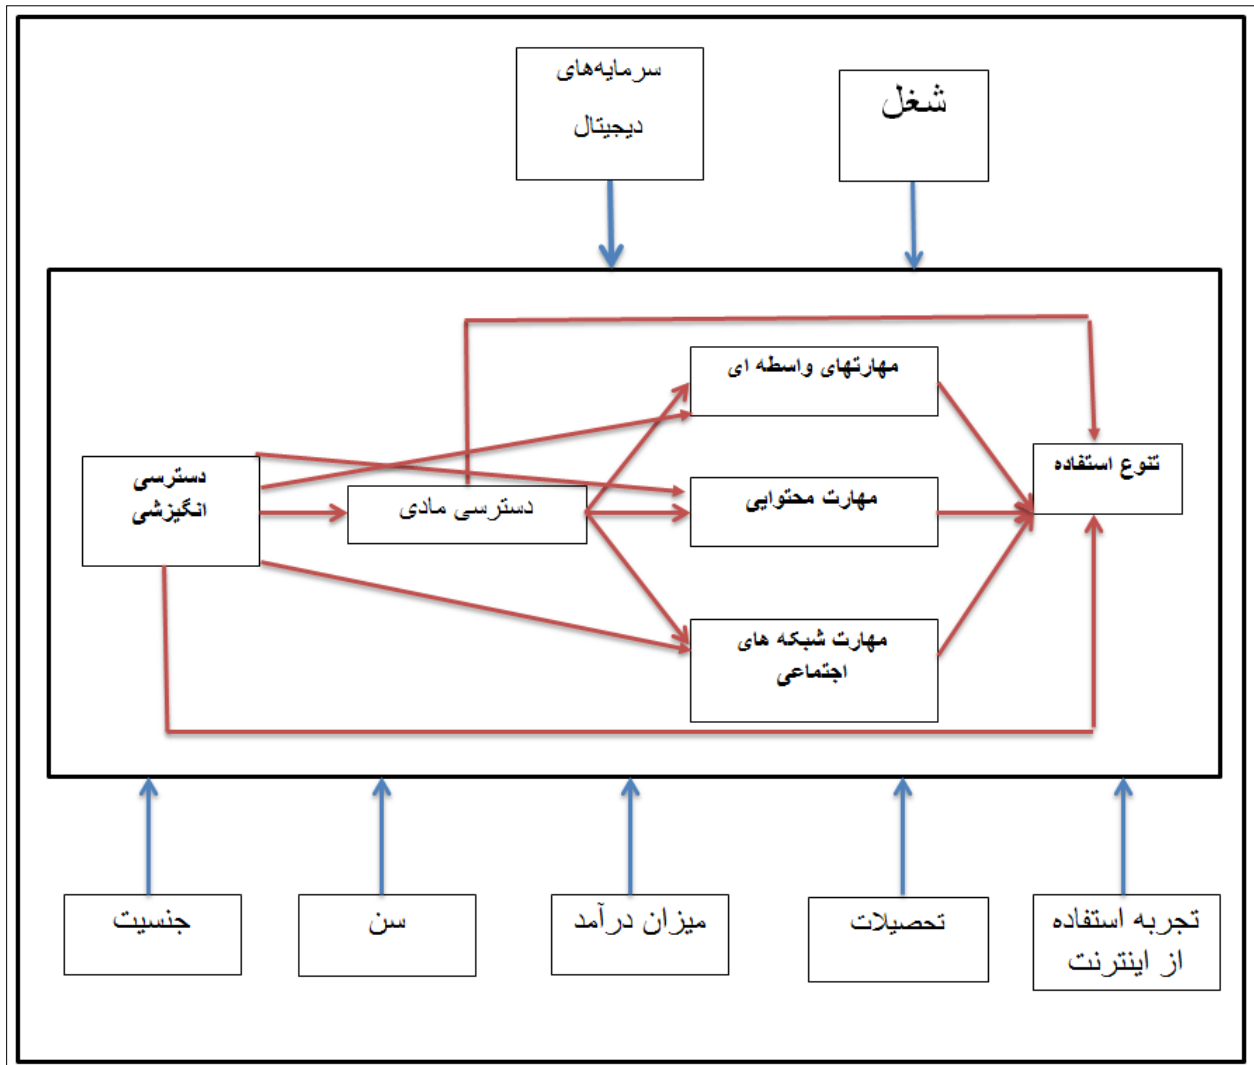 شغل
سرمایه‌های
دیجیتال
مهارتهای واسطه ای
تنوع استفاده
دسترسی
انگیزشی
دسترسی مادی
مهارت محتوایی
مهارت شبکه های
اجتماعی
تجربه استفاده
از اینترنت
تحصیلات
میزان درآمد
سن
جنسیت